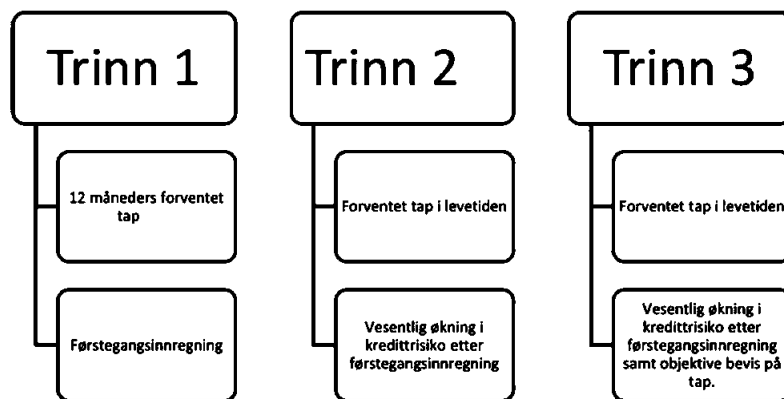 Trinn 1
12 måneders forventet
tap
Førstegangsinnregning
Trinn 2
Forventet tap i levetiden
Vesentlig økning i
kredittrisiko etter
førstegangsinnregning
Trinn 3
Forventet tap i levetiden
Vesentlig økning i
kredittrisiko etter
førstegangsinnregning
samt objektive bevis på
tap.